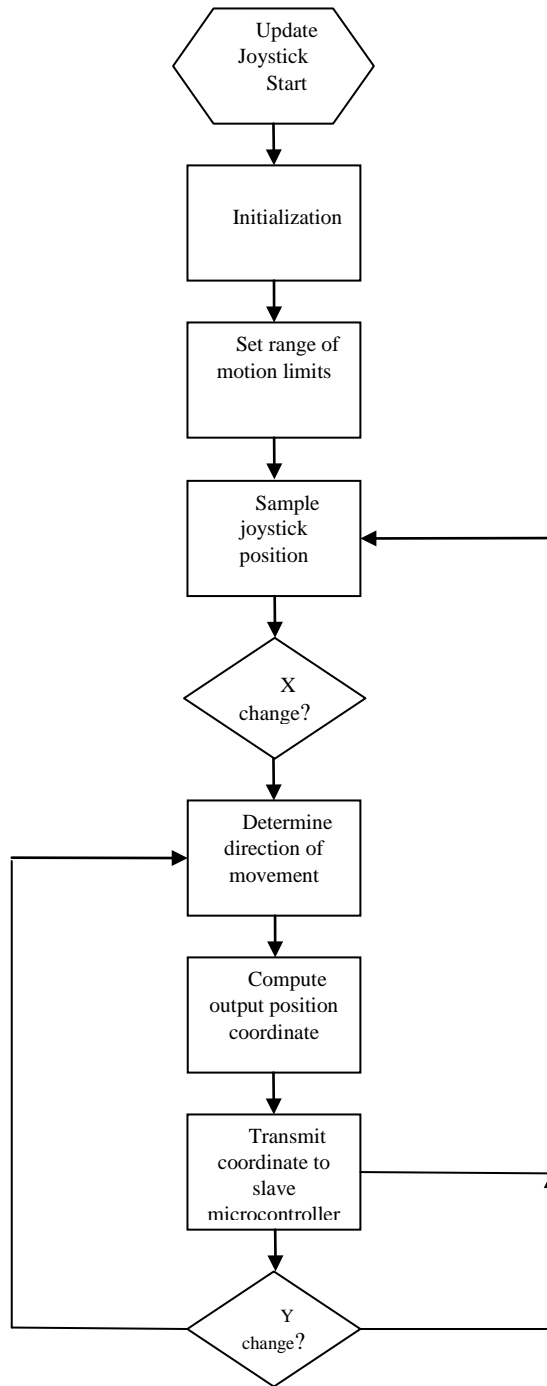 Update
Joystick
Start
Initialization
Set range of
motion limits
Sample
joystick
position
X
change?
Determine
direction of
movement
Compute
output position
coordinate
Transmit
coordinate to
slave
microcontroller
Y
change?